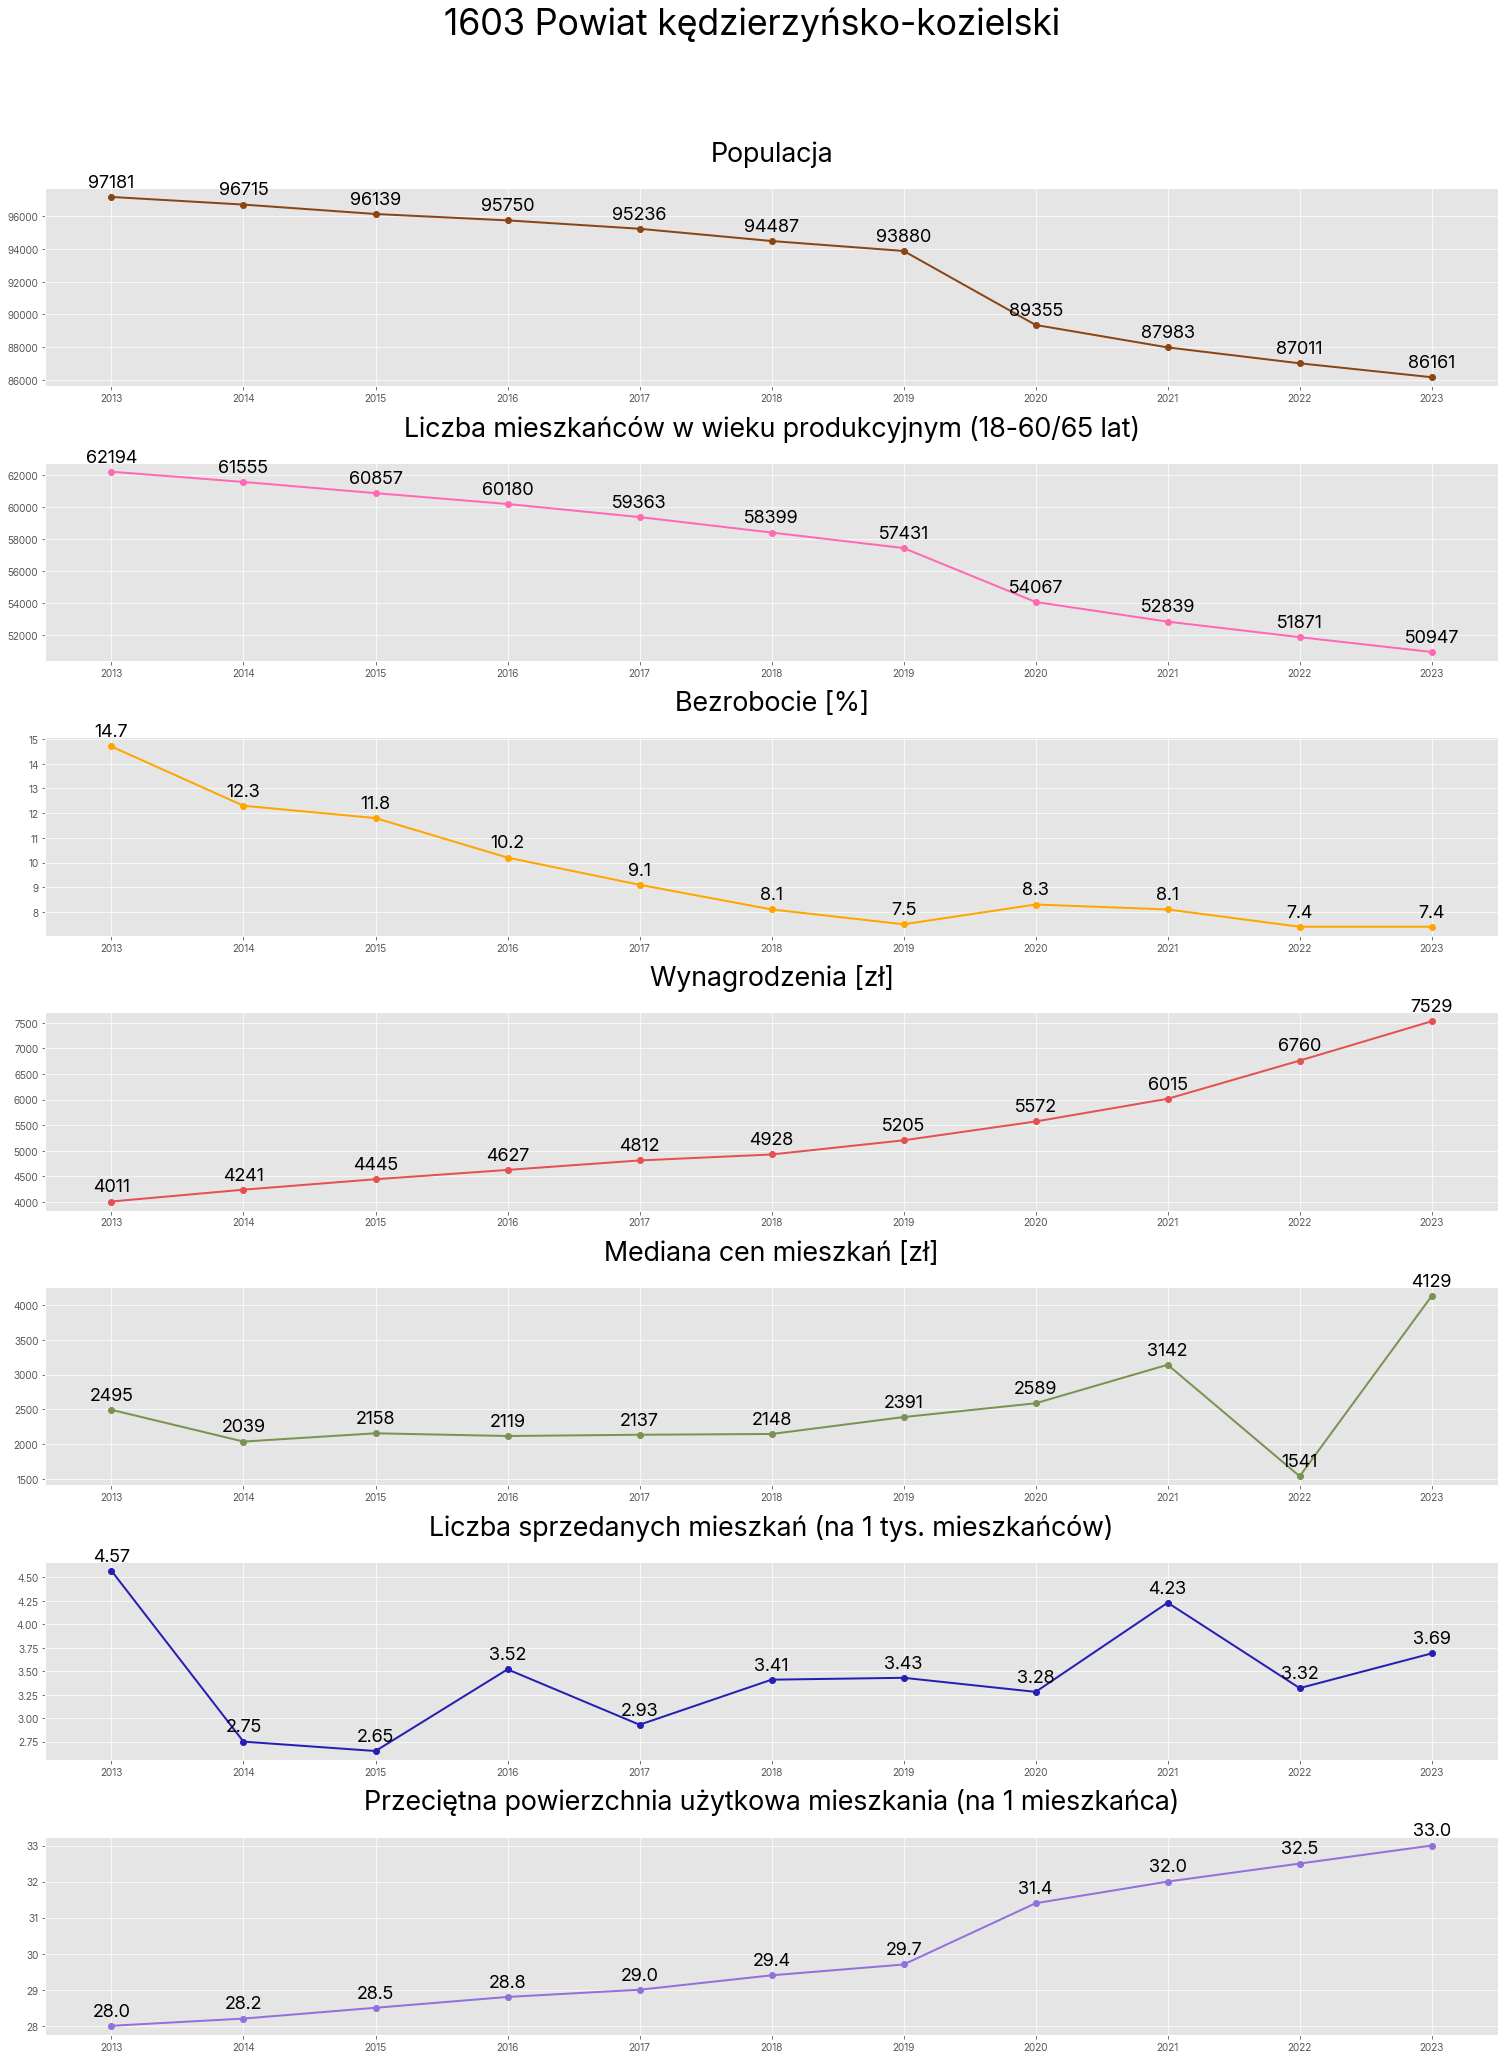 1603 Powiat kędzierzyńsko-kozielski
Populacja
97181 96715 96139 95750 95236 94487 93880 89355 87983 87011 86161
96000
94000
92000
90000
88000
86000
2013 2014 2015 2016 2017 2018 2019 2020 2021 2022 2023
Liczba mieszkańców w wieku produkcyjnym (18-60/65 lat)
62194 61555 60857 60180 59363 58399 57431 54067 52839 51871 50947
62000
60000
58000
56000
54000
52000
2013 2014 2015 2016 2017 2018 2019 2020 2021 2022 2023
Bezrobocie [%]
14.7 12.3 11.8 10.2 9.1 8.1 7.5 8.3 8.1 7.4 7.4
15
14
13
12
11
10
9
8
2013 2014 2015 2016 2017 2018 2019 2020 2021 2022 2023
Wynagrodzenia [zł]
4011 4241 4445 4627 4812 4928 5205 5572 6015 6760 7529
7500
7000
6500
6000
5500
5000
4500
4000
2013 2014 2015 2016 2017 2018 2019 2020 2021 2022 2023
Mediana cen mieszkań [zł]
2495 2039 2158 2119 2137 2148 2391 2589 3142 1541 4129
4000
3500
3000
2500
2000
1500
2013 2014 2015 2016 2017 2018 2019 2020 2021 2022 2023
Liczba sprzedanych mieszkań (na 1 tys. mieszkańców)
4.57 2.75 2.65 3.52 2.93 3.41 3.43 3.28 4.23 3.32 3.69
4.50
4.25
4.00
3.75
3.50
3.25
3.00
2.75
2013 2014 2015 2016 2017 2018 2019 2020 2021 2022 2023
Przeciętna powierzchnia użytkowa mieszkania (na 1 mieszkańca)
28.0 28.2 28.5 28.8 29.0 29.4 29.7 31.4 32.0 32.5 33.0
33
32
31
30
29
28
2013 2014 2015 2016 2017 2018 2019 2020 2021 2022 2023